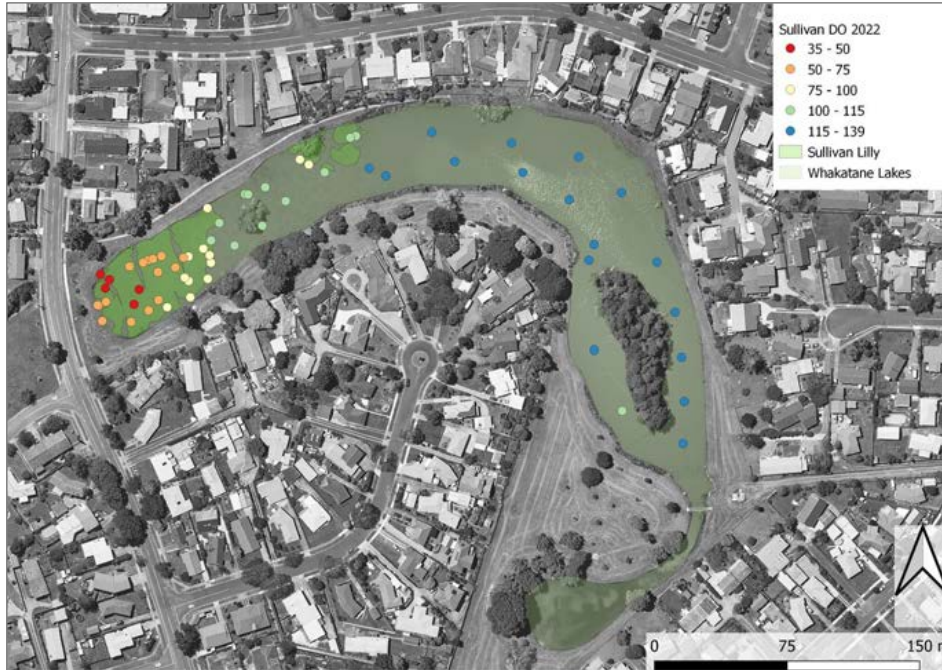 Sullivan DO 2022
35 - 50
50 - 75
75 - 100
100 - 115
115 - 139
Sullivan Lilly
Whakatane Lakes
0 75 150 m